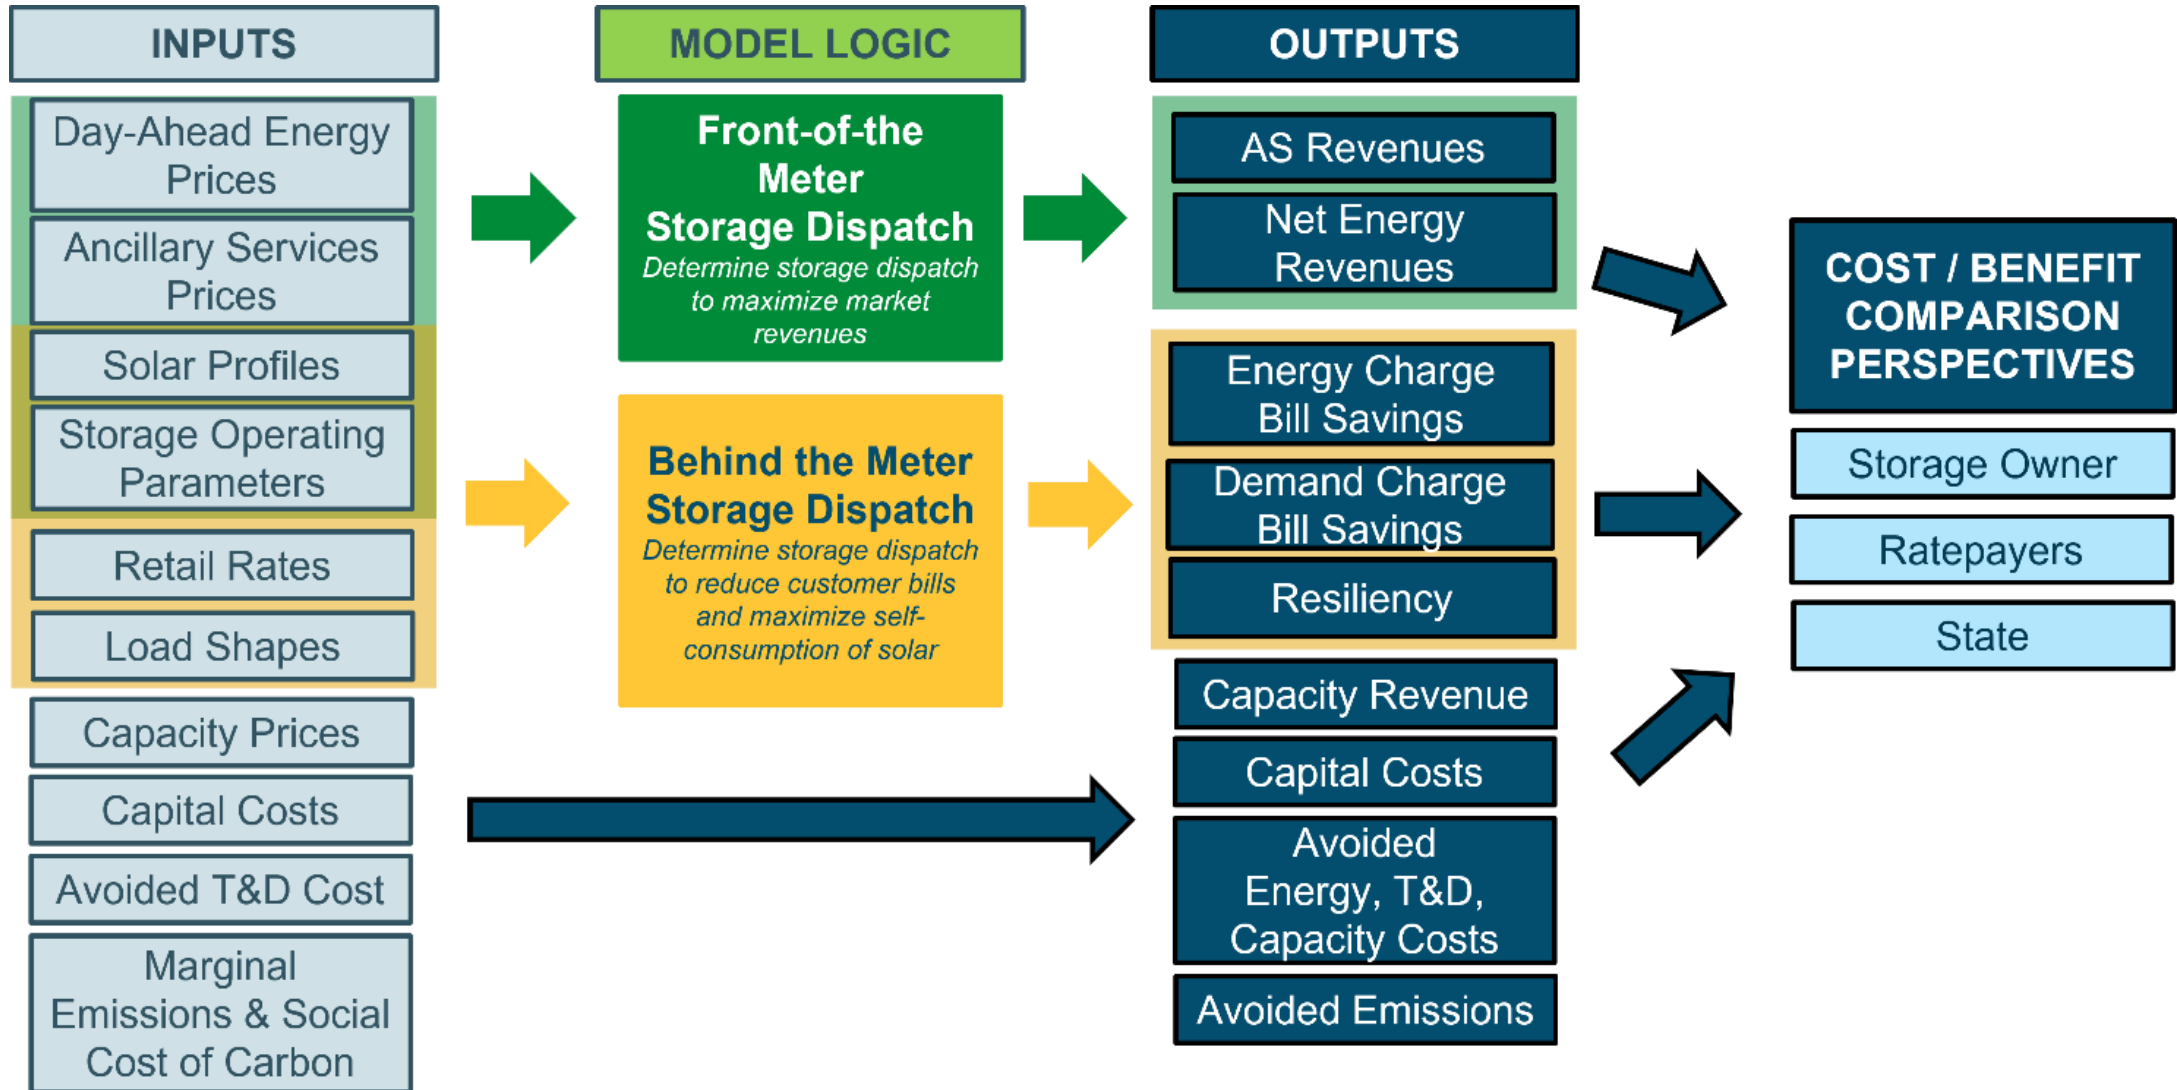 INPUTS
Day-Ahead Energy
Prices
Ancillary Services
Prices
Solar Profiles
Storage Operating
Parameters
Retail Rates
Load Shapes
Capacity Prices
Capital Costs
Avoided T&D Cost
Marginal
Emissions & Social
Cost of Carbon
MODEL LOGIC
Front-of-the
Meter
Storage Dispatch
Determine storage dispatch
to maximize market
revenues
Behind the Meter
Storage Dispatch
Determine storage dispatch
to reduce customer bills
and maximize self-
consumption of solar
OUTPUTS
AS Revenues
Net Energy
Revenues
Energy Charge
Bill Savings
Demand Charge
Bill Savings
Resiliency
Capacity Revenue
Capital Costs
Avoided
Energy, T&D,
Capacity Costs
Avoided Emissions
COST / BENEFIT
COMPARISON
PERSPECTIVES
Storage Owner
Ratepayers
State